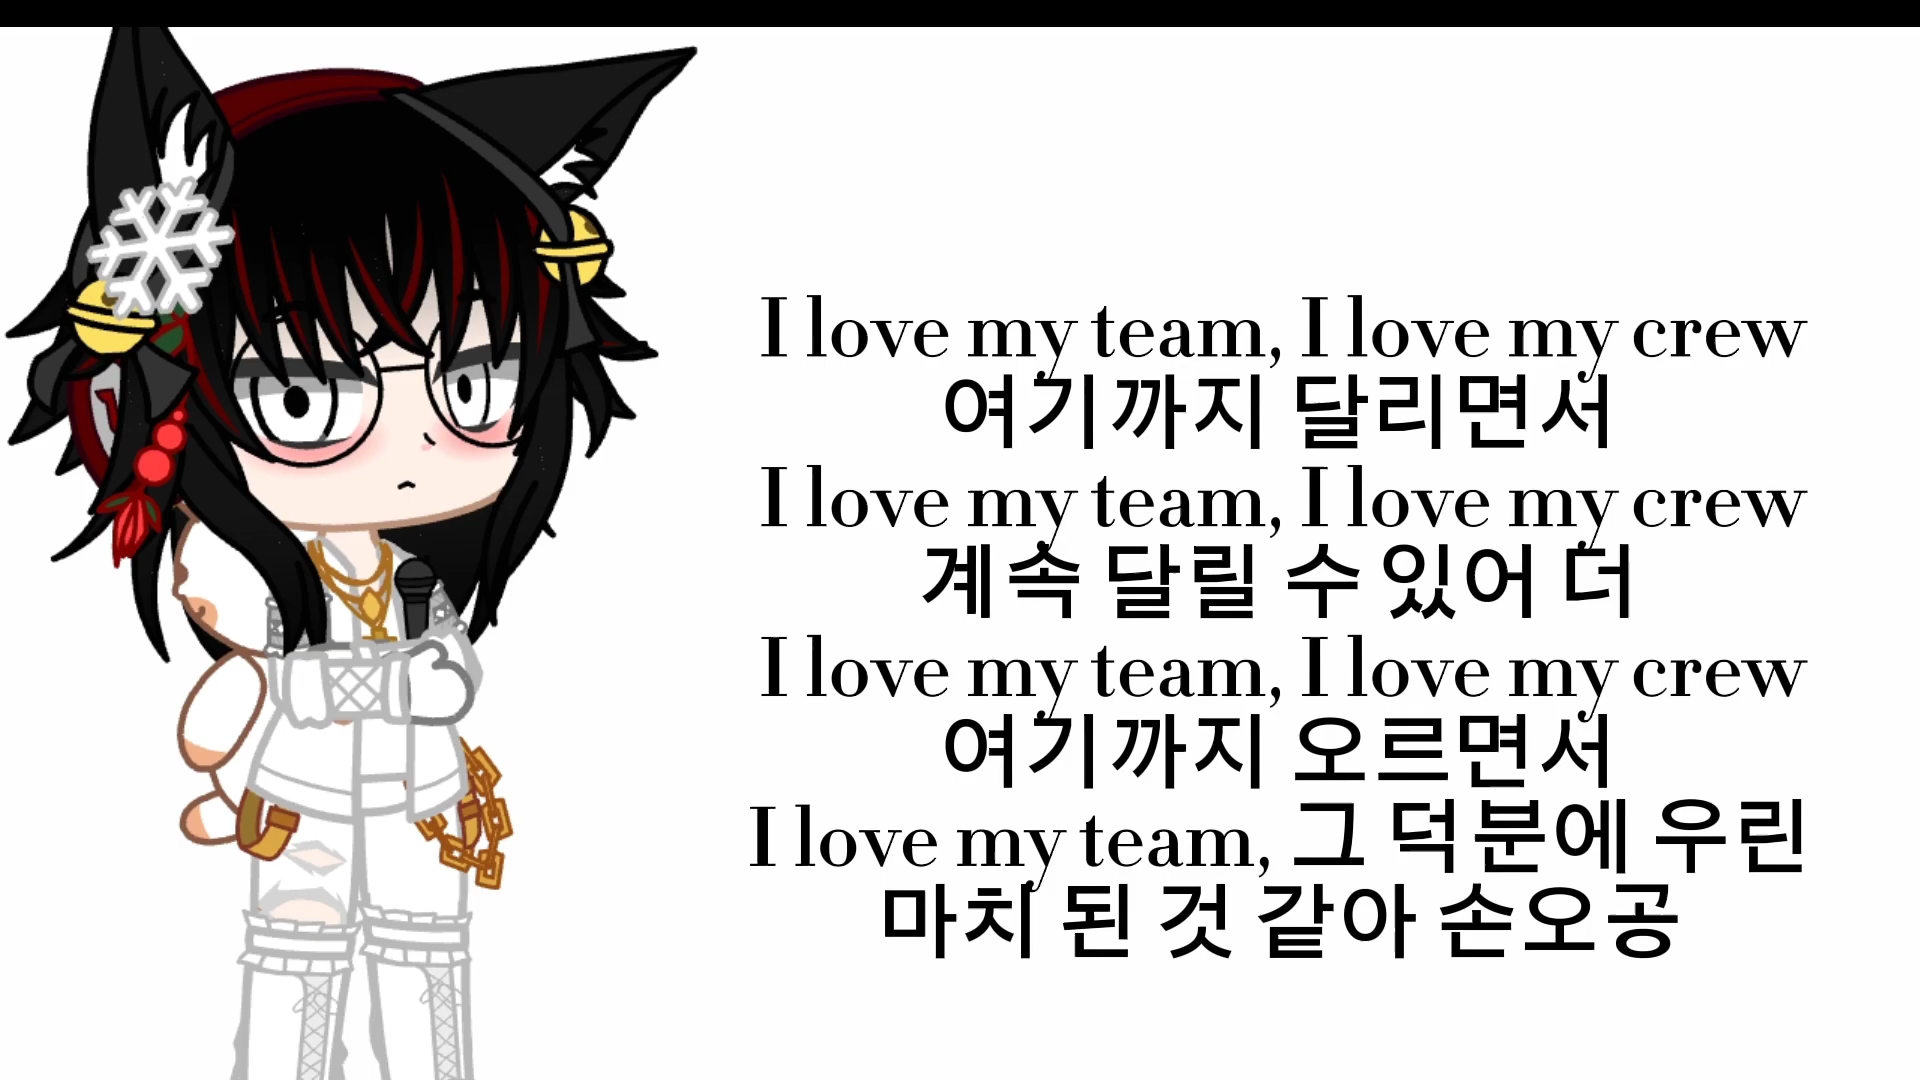 I love my team, I love my crew
여기까지 달리면서
I love my team, I love my crew
계속 달릴 수 있어 더
I love my team, I love my crew
여기까지 오르면서
I love my team, 그 덕분에 우린
마치 된 것 같아 손오공